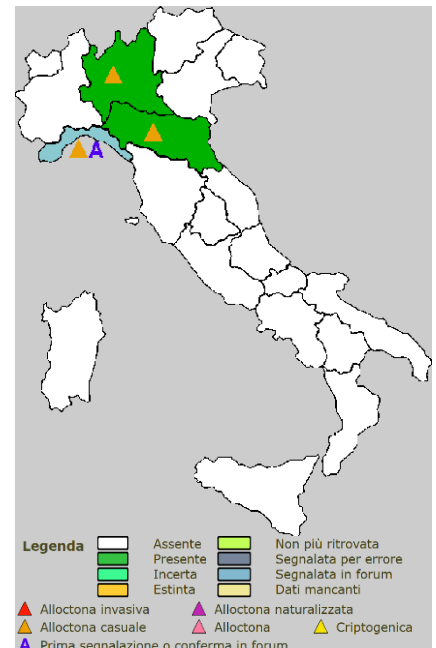 A
Legenda
Assente Non più ritrovata
Presente Segnalata per errore
Incerta Segnalata in forum
Estinta Dati mancanti
Alloctona invasiva Alloctona naturalizzata
Alloctona casuale Alloctona Criptogenica
A Prima segnalazione o conferma in forum